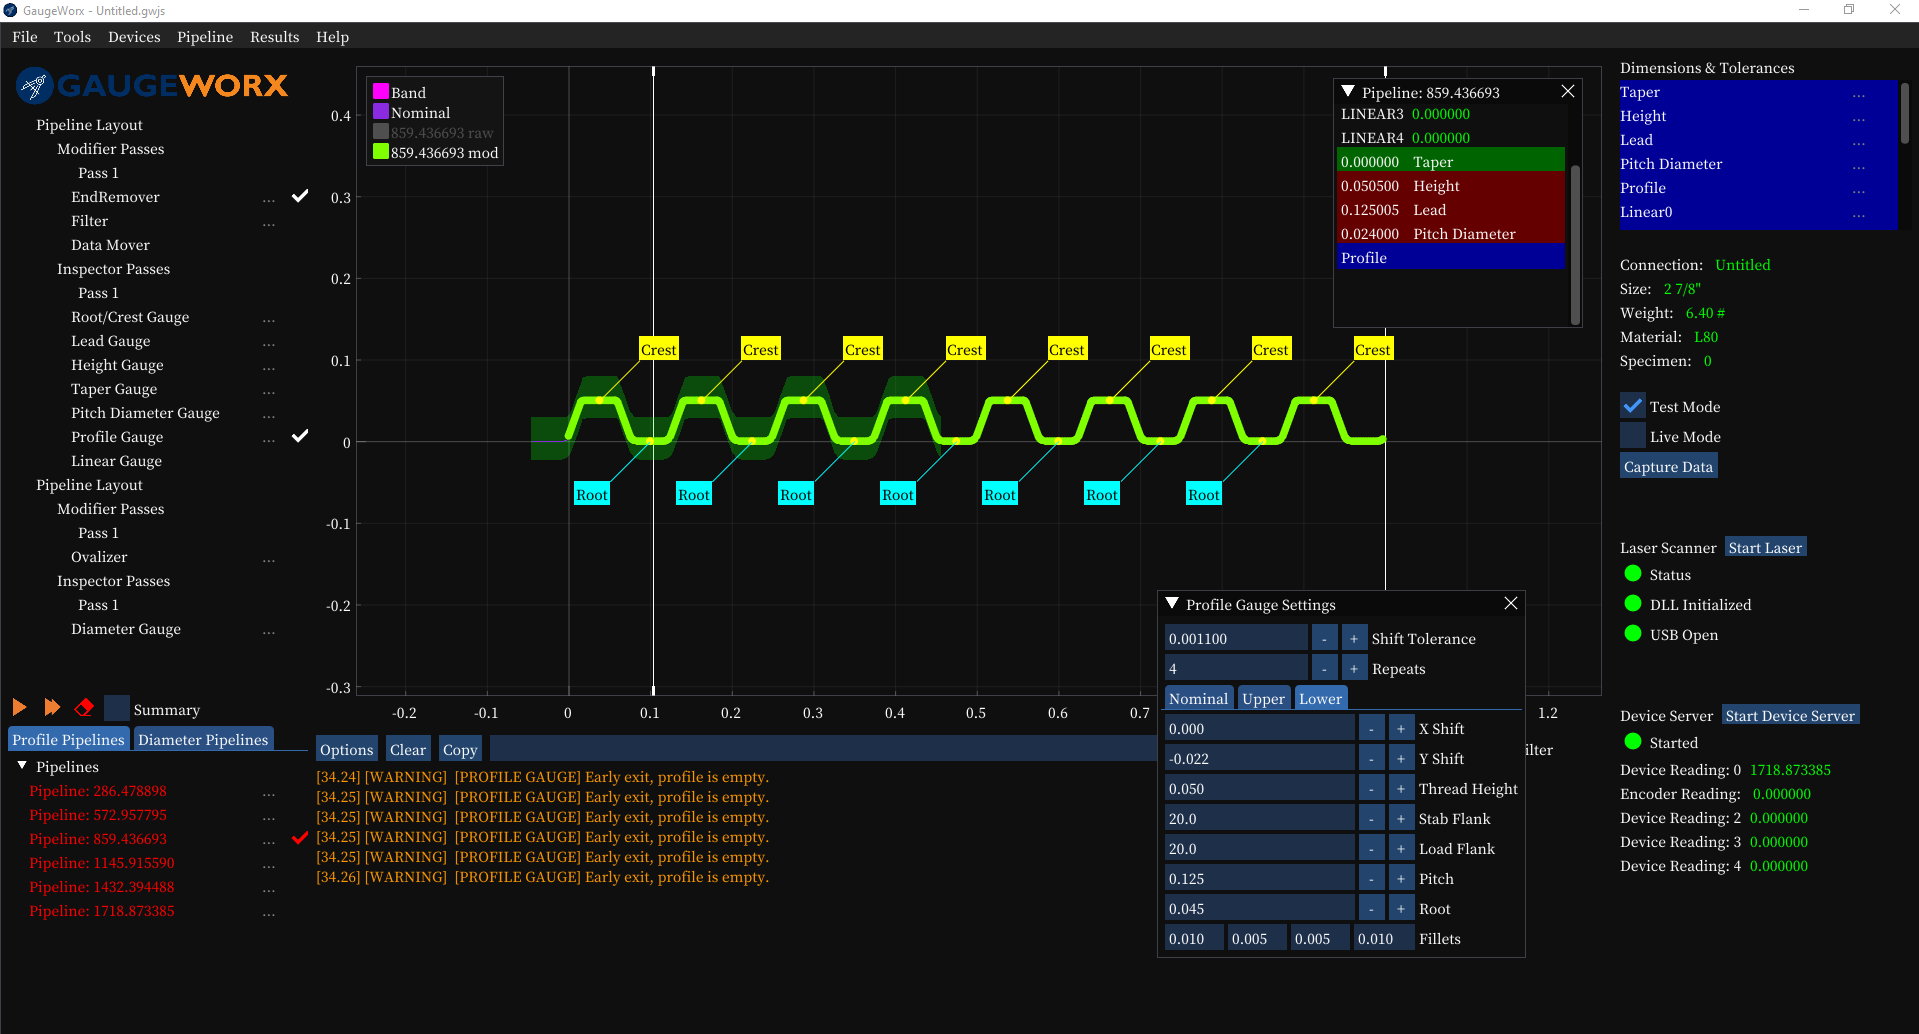 GaugeWorx - Untitled.gwjs
File Tools Devices Pipeline Results Help
GAUGEWORX
Pipeline Layout
Modifier Passes
Pass 1
EndRemover ...
Filter ...
Data Mover
Inspector Passes
Pass 1
Root/Crest Gauge ...
Lead Gauge ...
Height Gauge ...
Taper Gauge ...
Pitch Diameter Gauge ...
Profile Gauge ...
Linear Gauge
Pipeline Layout
Modifier Passes
Pass 1
Ovalizer ...
Inspector Passes
Pass 1
Diameter Gauge ...
Summary
Profile Pipelines Diameter Pipelines
Pipelines
Pipeline: 286.478898 ...
Pipeline: 572.957795 ...
Pipeline: 859.436693 ...
Pipeline: 1145.915590 ...
Pipeline: 1432.394488 ...
Pipeline: 1718.873385 ...
Band
Nominal
859.436693 raw
859.436693 mod
0.4
0.3
0.2
0.1
0
-0.1
-0.2
-0.3
Crest Crest Crest Crest Crest Crest Crest Crest
Root Root Root Root Root Root Root
-0.2 -0.1 0 0.1 0.2 0.3 0.4 0.5 0.6 0.7 1.2
Pipeline: 859.436693
LINEAR3 0.000000
LINEAR4 0.000000
0.000000 Taper
0.050500 Height
0.125005 Lead
0.024000 Pitch Diameter
Profile
Options Clear Copy ilter
[34.24] [WARNING] [PROFILE GAUGE] Early exit, profile is empty.
[34.25] [WARNING] [PROFILE GAUGE] Early exit, profile is empty.
[34.25] [WARNING] [PROFILE GAUGE] Early exit, profile is empty.
[34.25] [WARNING] [PROFILE GAUGE] Early exit, profile is empty.
[34.25] [WARNING] [PROFILE GAUGE] Early exit, profile is empty.
[34.26] [WARNING] [PROFILE GAUGE] Early exit, profile is empty.
Profile Gauge Settings
0.001100 - + Shift Tolerance
4 - + Repeats
Nominal Upper Lower
0.000 - + X Shift
-0.022 - + Y Shift
0.050 - + Thread Height
20.0 - + Stab Flank
20.0 - + Load Flank
0.125 - + Pitch
0.045 - + Root
0.010 0.005 0.005 0.010 Fillets
Dimensions & Tolerances
Taper ...
Height ...
Lead ...
Pitch Diameter ...
Profile ...
Linear0 ...
Connection: Untitled
Size: 2 7/8"
Weight: 6.40 #
Material: L80
Specimen: 0
Test Mode
Live Mode
Capture Data
Laser Scanner Start Laser
Status
DLL Initialized
USB Open
Device Server Start Device Server
Started
Device Reading: 0 1718.873385
Encoder Reading: 0.000000
Device Reading: 2 0.000000
Device Reading: 3 0.000000
Device Reading: 4 0.000000